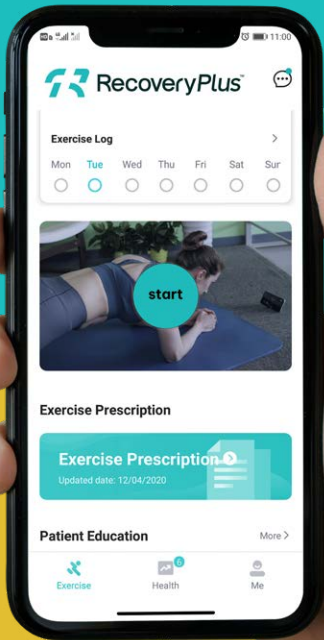 11:00
RecoveryPlus
Exercise Log
Mon Tue Wed Thu Fri Sat Sun
start
Exercise Prescription
Exercise Prescription
Updated date: 12/04/2020
Patient Education
More >
6
Exercise Health Me